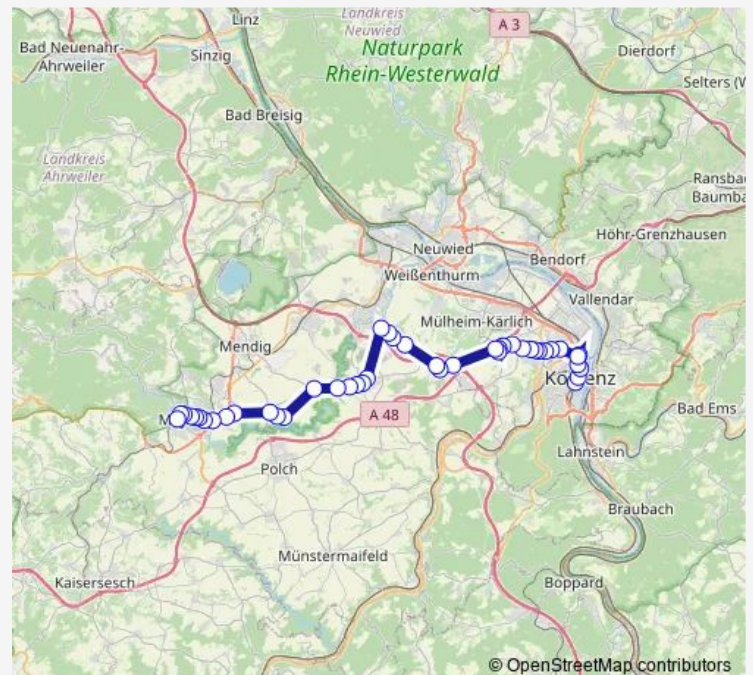 Linz
Landkreis
Neuwied
A 3
Bad Neuenahr-
Ahrweiler
Sinzig
Naturpark
Rhein-Westerwald
Dierdorf
Selters (W
Bad Breisig
Landkreis
Ahrweiler
Ransba
Baumba
Neuwied
Höhr-Grenzhausen
Weißenthurm
Bendorf
Vallendar
Mülheim-Kärlich
Mendig
Koblenz
A 48
Bad Ems
Polch
Lahnstein
Braubach
Münstermaifeld
Kaisersesch
Boppard
© OpenStreetMap contributors